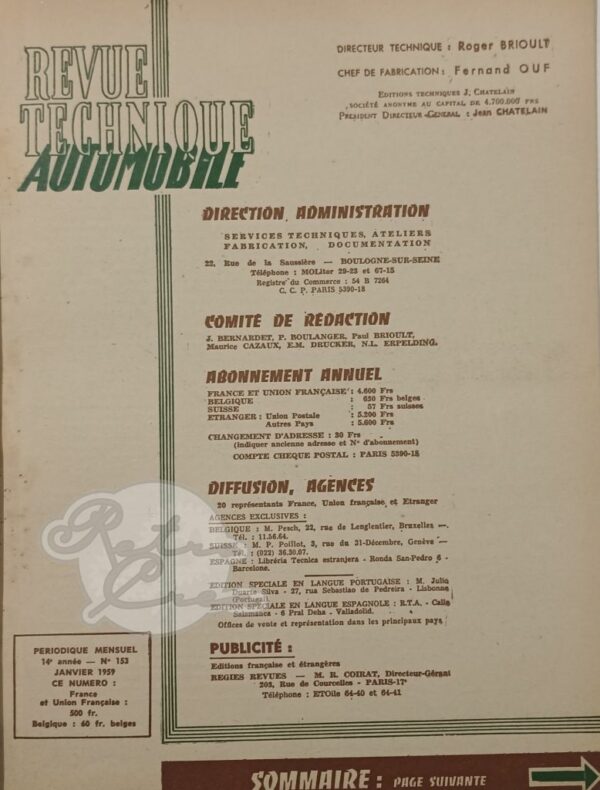 REVUE
TECHNIQUE
AUTOMOBILE
DIRECTEUR TECHNIQUE : Roger BRIOULT
CHEF DE FABRICATION : Fernand OUF
EDITIONS TECHNIQUES J. CHATELAIN
SOCIÉTÉ ANONYME AU CAPITAL DE 4.700.000 FRS
PRESIDENT DIRECTEUR-GENERAL : Jean CHATELAIN
DIRECTION, ADMINISTRATION
SERVICES TECHNIQUES, ATELIERS
FABRICATION, DOCUMENTATION
22, Rue de la Saussière — BOULOGNE-SUR-SEINE
Téléphone : MOLitor 29-23 et 67-15
Registre du Commerce : 54 B 7264
C. C. P. PARIS 5390-18
COMITÉ DE RÉDACTION
J. BERNARDET, P. BOULANGER, Paul BRIOULT,
Maurice CAZAUX, E.M. DRUCKER, N.L. ERPELDING.
ABONNEMENT ANNUEL
FRANCE ET UNION FRANÇAISE : 4.600 Frs
BELGIQUE : 620 Frs belges
SUISSE : 57 Frs suisses
ETRANGER : Union Postale : 5.200 Frs
Autres Pays : 5.600 Frs
CHANGEMENT D'ADRESSE : 30 Frs
(indiquer ancienne adresse et N° d'abonnement)
COMPTE CHEQUE POSTAL : PARIS 5390-18
DIFFUSION, AGENCES
20 représentants France, Union française et Etranger
AGENCES EXCLUSIVES :
BELGIQUE : M. Pesch, 22, rue de Lenglentier, Bruxelles —
Tél. : 11.56.64.
SUISSE : M. P. Poillot, 3, rue du 31-Décembre, Genève —
Tél. : (022) 36.30.07.
ESPAGNE : Libréria Tecnica estranjera - Ronda San-Pedro 6 -
Barcelone.
EDITION SPECIALE EN LANGUE PORTUGAISE : M. Julio
Duarte Silva - 27, rua Sebastiao de Pedreira - Lisbonne
(Portugal).
EDITION SPECIALE EN LANGUE ESPAGNOLE : R.T.A. - Calle
Salamanca - 6 Pral Deha - Valladolid.
Offices de vente et représentation dans les principaux pays
PUBLICITÉ :
Editions française et étrangères
REGIES REVUES — M. R. COIRAT, Directeur-Gérant
202, Rue de Courcelles - PARIS-17e
Téléphone : ETOile 64-40 et 64-41
PERIODIQUE MENSUEL
14e année — N° 153
JANVIER 1959
CE NUMERO :
France
et Union Française :
500 fr.
Belgique : 60 fr. belges
SOMMAIRE : PAGE SUIVANTE